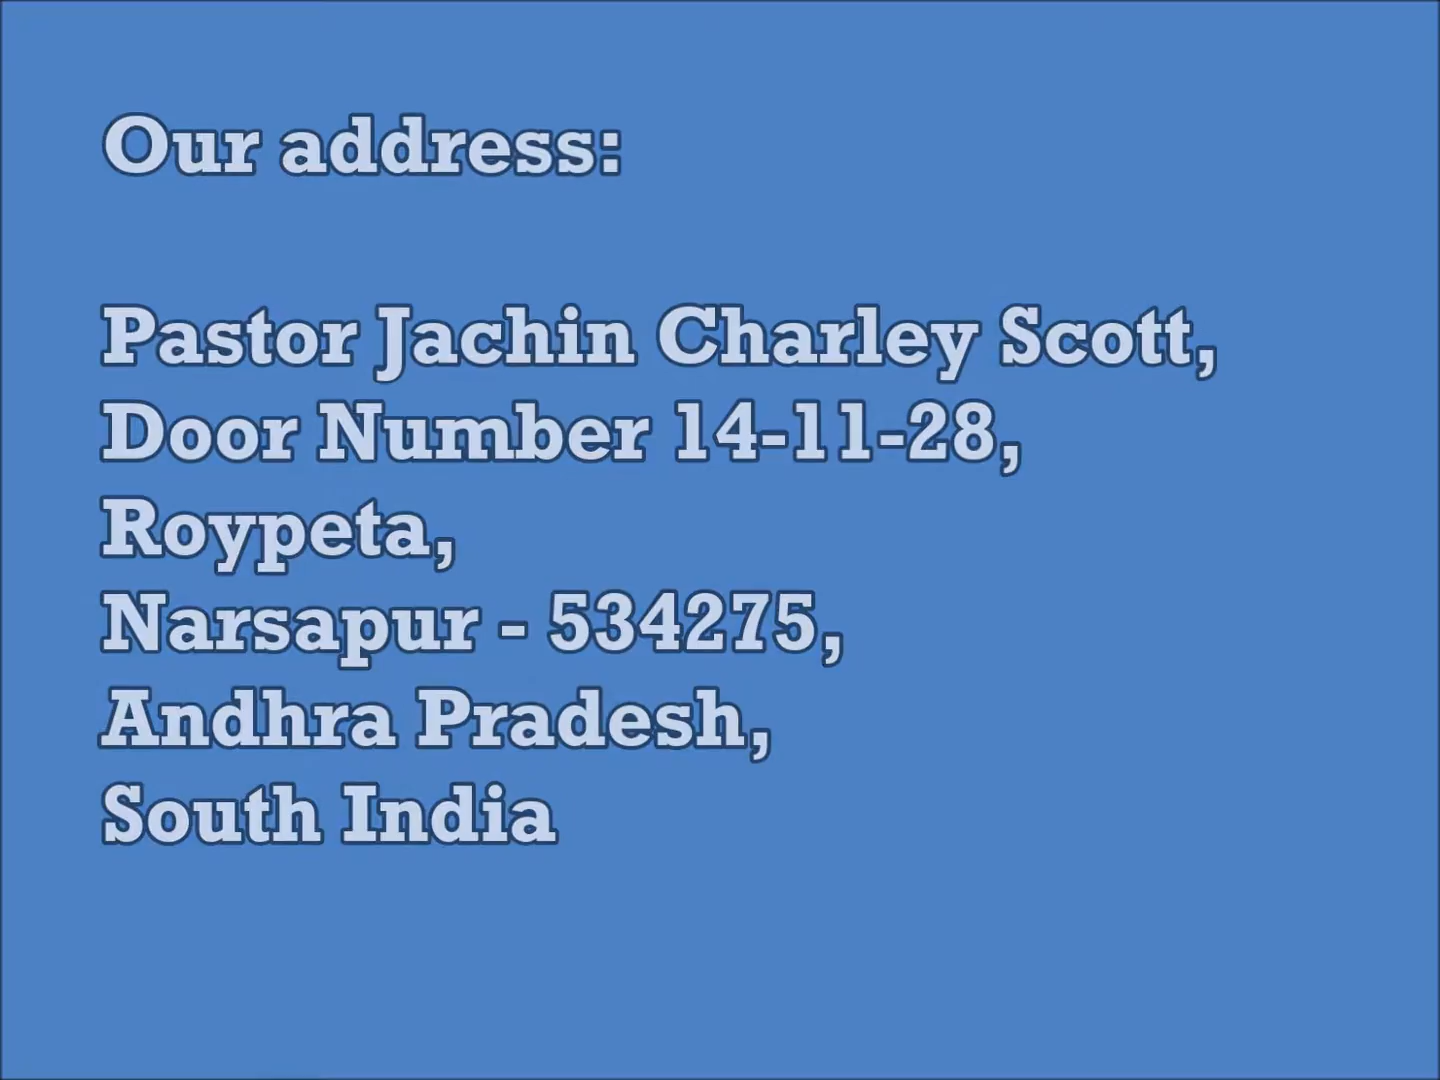 Our address:
Pastor Jachin Charley Scott,
Door Number 14-11-28,
Roypeta,
Narsapur - 534275,
Andhra Pradesh,
South India